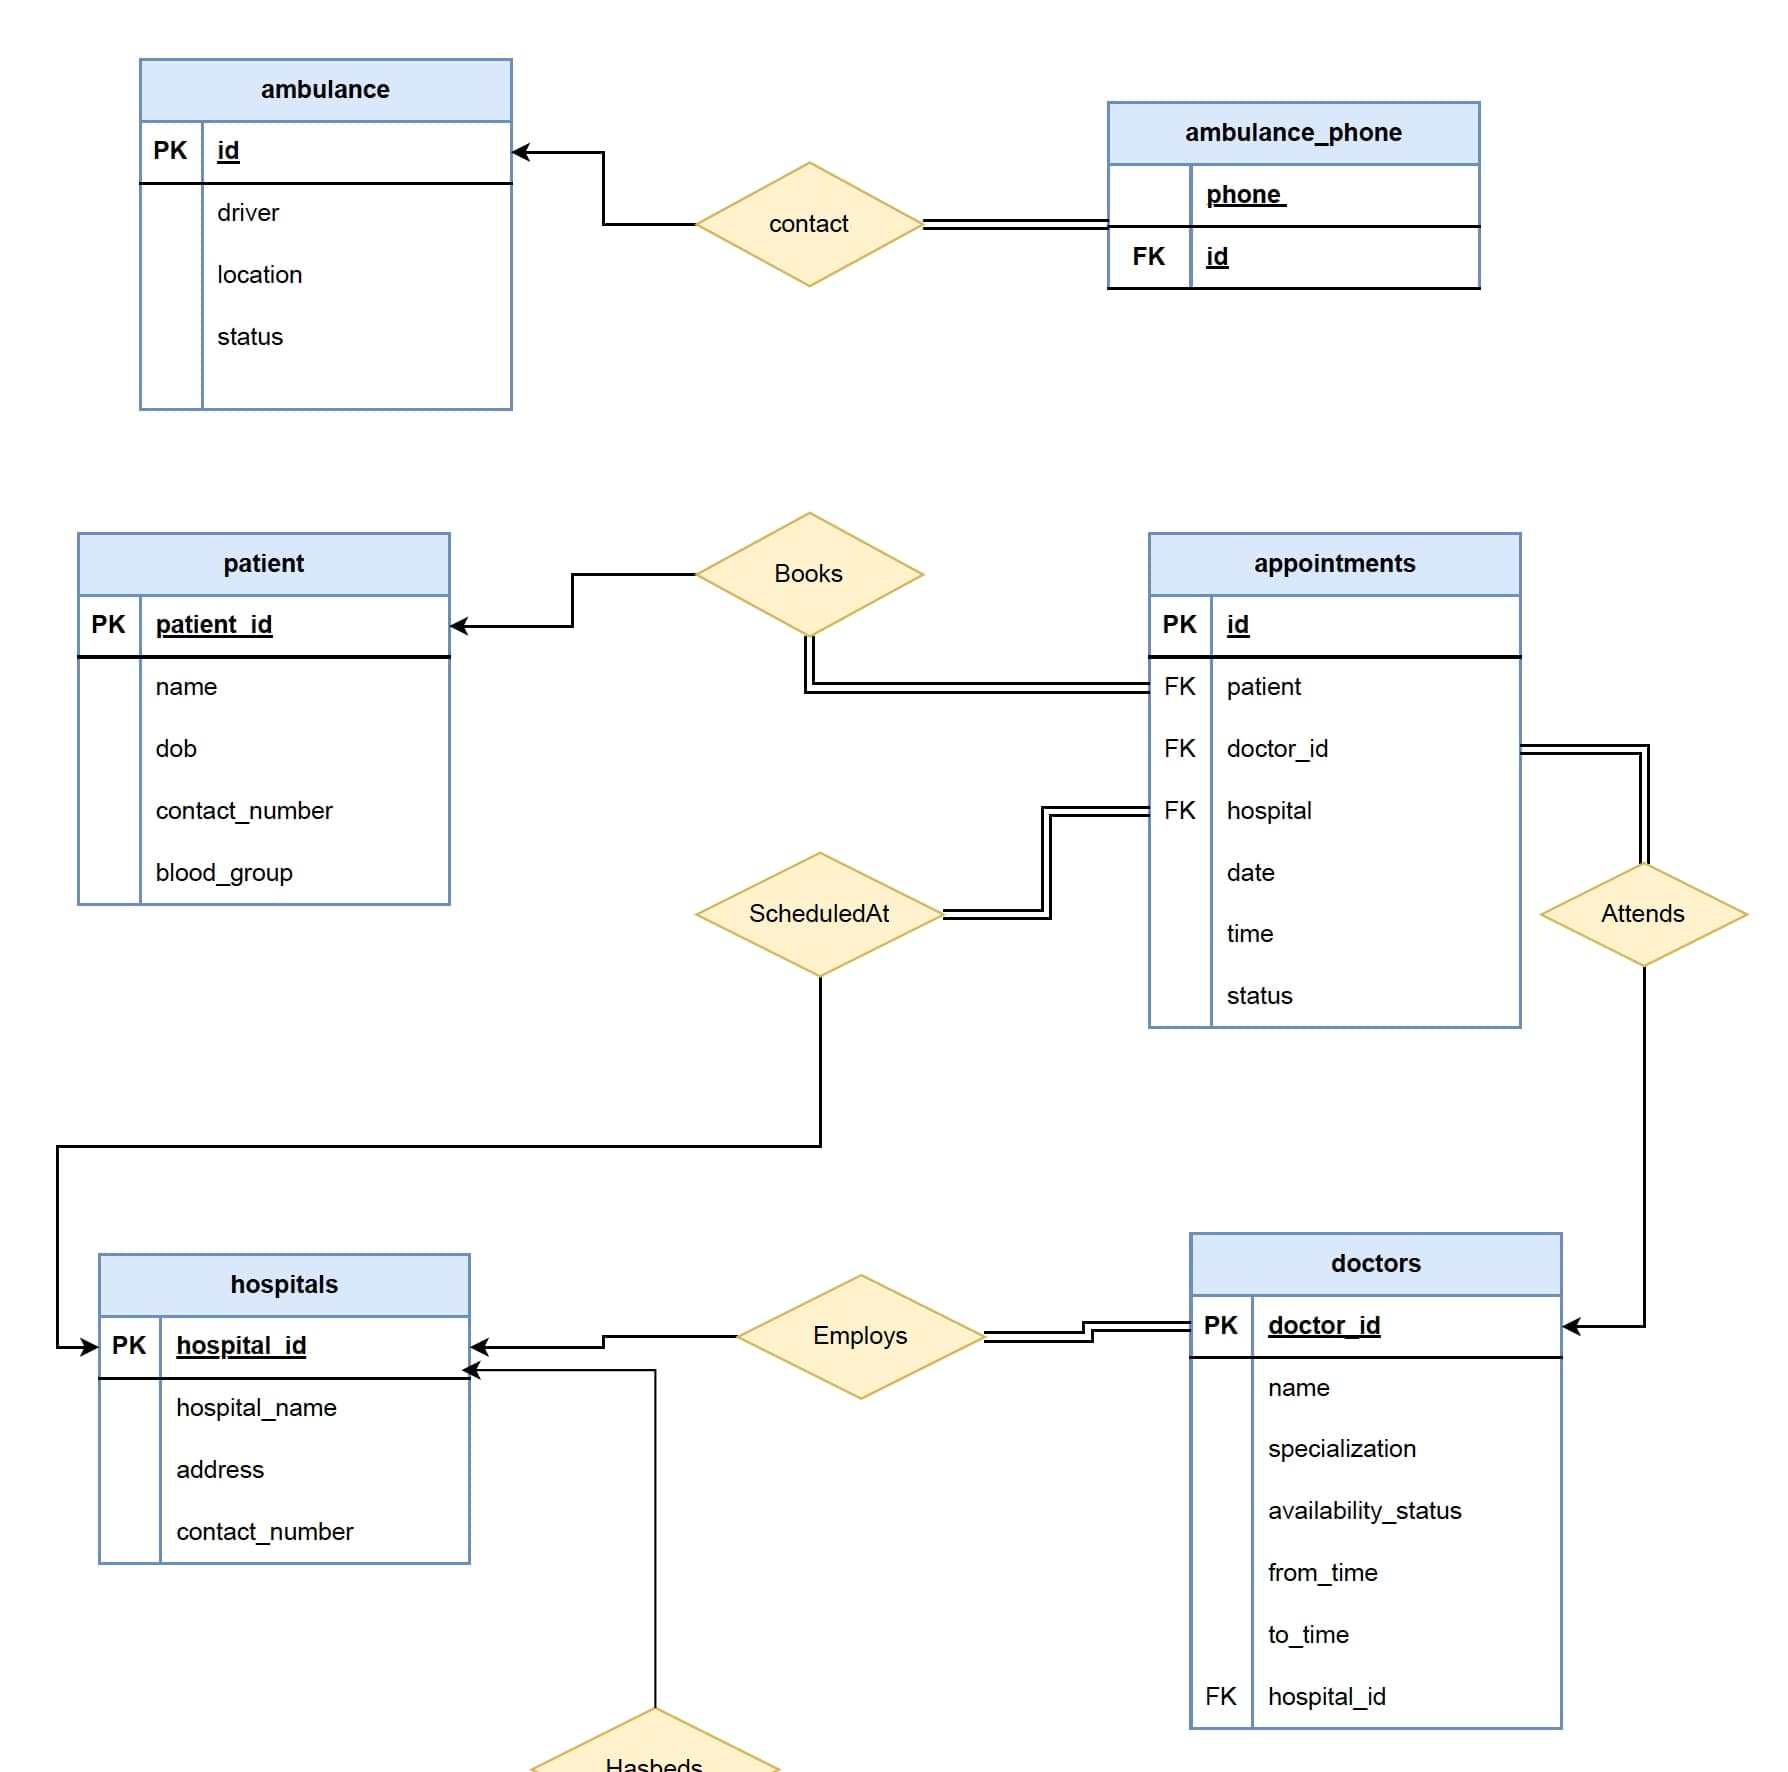 ambulance
PK id
driver
location
status
contact
ambulance_phone
phone
FK id
patient
PK patient_id
name
dob
contact_number
blood_group
Books
appointments
PK id
FK patient
FK doctor_id
FK hospital
date
time
status
ScheduledAt
Attends
hospitals
PK hospital_id
hospital_name
address
contact_number
Employs
doctors
PK doctor_id
name
specialization
availability_status
from_time
to_time
FK hospital_id
Hasbeds